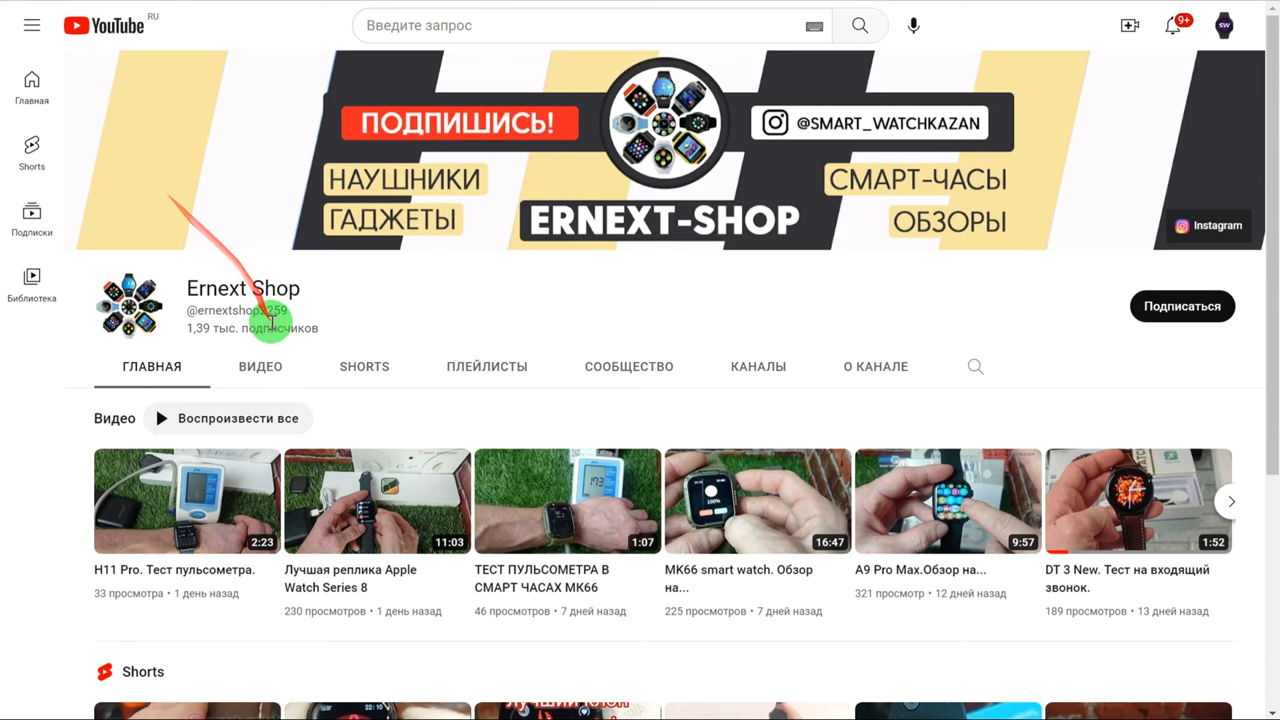 YouTube RU
Введите запрос
9+
SW
Главная
Shorts
Подписки
Библиотека
ПОДПИШИСЬ!
@SMART_WATCHKAZAN
НАУШНИКИ
ГАДЖЕТЫ
ERNEXT-SHOP
СМАРТ-ЧАСЫ
ОБЗОРЫ
Instagram
Ernext Shop
1,39 тыс. подписчиков
Подписаться
ГЛАВНАЯ
ВИДЕО
SHORTS
ПЛЕЙЛИСТЫ
СООБЩЕСТВО
КАНАЛЫ
О КАНАЛЕ
Видео
Воспроизвести все
2:23
11:03
1:07
16:47
9:57
1:52
H11 Pro. Тест пульсометра.
33 просмотра • 1 день назад
Лучшая реплика Apple
Watch Series 8
230 просмотров • 1 день назад
ТЕСТ ПУЛЬСОМЕТРА В
СМАРТ ЧАСАХ МК66
46 просмотров • 7 дней назад
MK66 smart watch. Обзор
на...
225 просмотров • 7 дней назад
A9 Pro Max.Обзор на...
321 просмотр • 12 дней назад
DT 3 New. Тест на входящий
звонок.
189 просмотров • 13 дней назад
Shorts
22:10